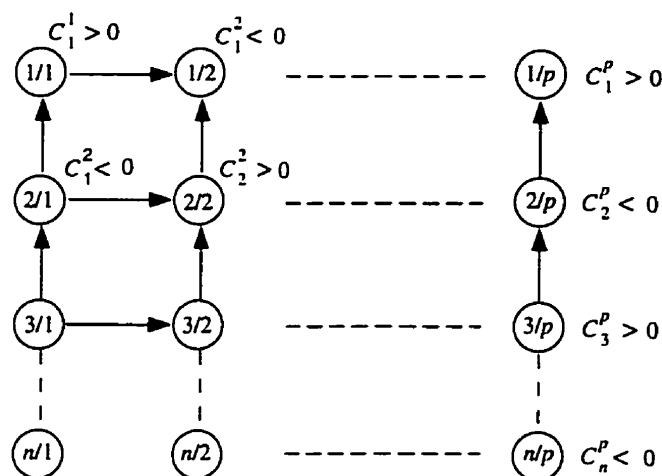 C_1^1 > 0 C_1^2 < 0
1/1 1/2 1/p C_1^p > 0
C_1^2 < 0 C_2^2 > 0
2/1 2/2 2/p C_2^p < 0
3/1 3/2 3/p C_3^p > 0
n/1 n/2 n/p C_n^p < 0